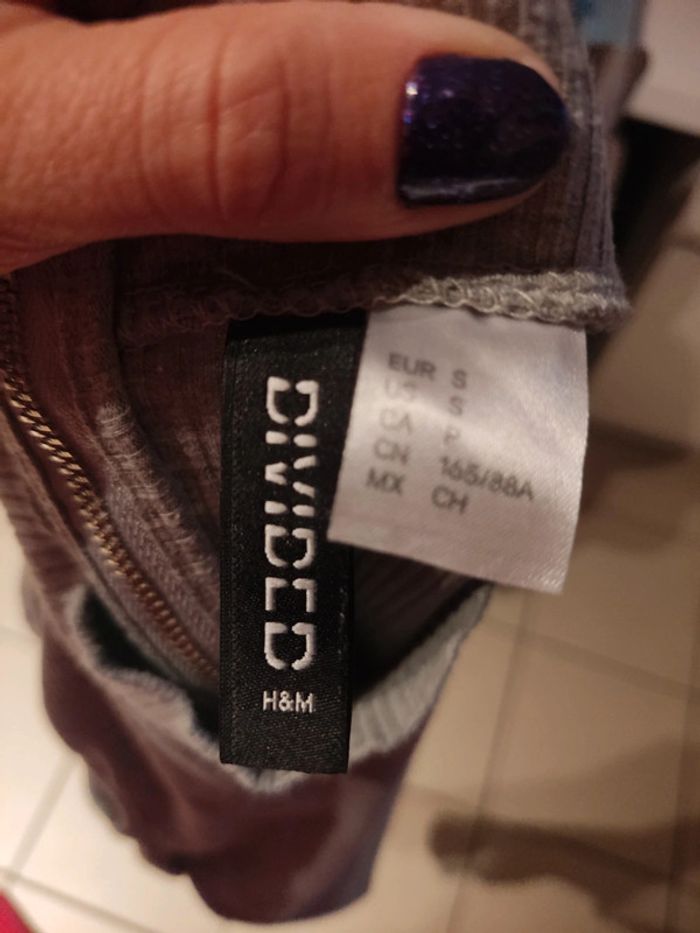 DIVIDED
H&M
EUR S
US S
CA P
CN 165/88A
MX CH